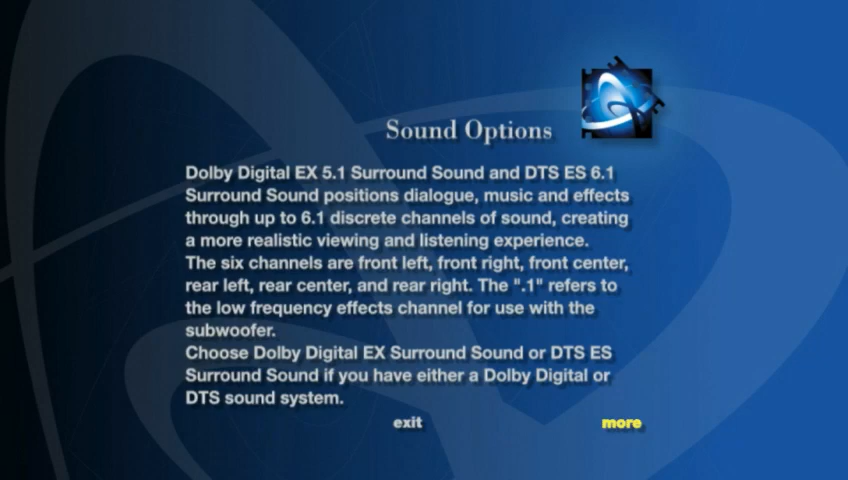 Sound Options
Dolby Digital EX 5.1 Surround Sound and DTS ES 6.1
Surround Sound positions dialogue, music and effects
through up to 6.1 discrete channels of sound, creating
a more realistic viewing and listening experience.
The six channels are front left, front right, front center,
rear left, rear center, and rear right. The ".1" refers to
the low frequency effects channel for use with the
subwoofer.
Choose Dolby Digital EX Surround Sound or DTS ES
Surround Sound if you have either a Dolby Digital or
DTS sound system.
exit more